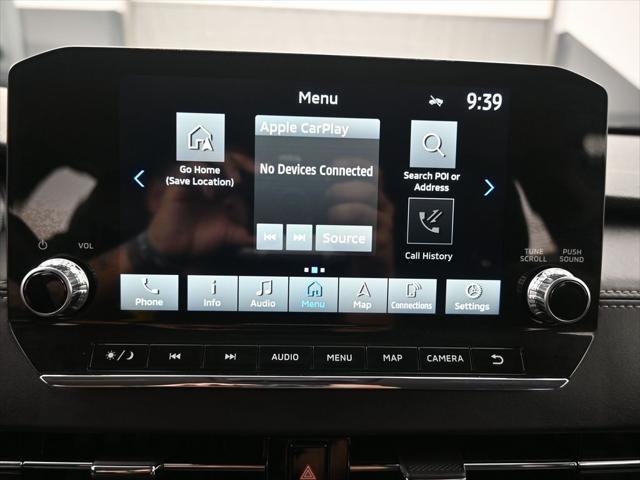 Menu
9:39
Apple CarPlay
Go Home
(Save Location)
No Devices Connected
Search POI or
Address
Source
Call History
VOL
TUNE
SCROLL
PUSH
SOUND
Phone
Info
Audio
Menu
Map
Connections
Settings
AUDIO
MENU
MAP
CAMERA